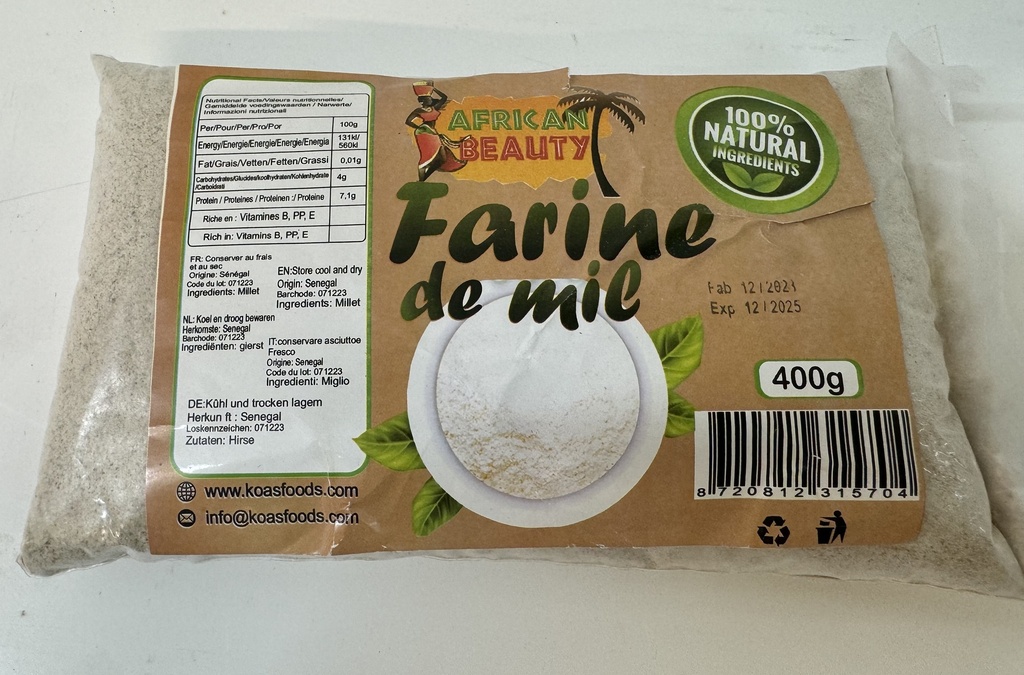 Nutritional Facts/Valeurs nutritionnelles/
Gemiddelde voedingswaarden / Narwerte/
Informazioni nutrizionali
Per/Pour/Per/Pro/Por 100g
Energy/Energie/Energie/Energie/Energia 131kl/ 560kl
Fat/Grais/Vetten/Fetten/Grassi 0,01g
Carbohydrates/Glucides/koolhydraten/Kohlenhydrate /Carboidrati 4g
Protein / Proteines / Proteinen :/ Proleine 7,1g
Riche en : Vitamines B, PP, E
Rich in: Vitamins B, PP, E
FR: Conserver au frais
et au sec
Origine: Sénégal
Code du lot: 071223
Ingredients: Millet
EN:Store cool and dry
Origin: Senegal
Barchode: 071223
Ingredients: Millet
NL: Koel en droog bewaren
Herkomste: Senegal
Barchode: 071223
Ingrediënten: gierst
IT:conservare asciuttoe
Fresco
Origine: Senegal
Code du lot: 071223
Ingredienti: Miglio
DE:Kûhl und trocken lagem
Herkun ft : Senegal
Loskennzeichen: 071223
Zutaten: Hirse
www.koasfoods.com
info@koasfoods.com
AFRICAN
BEAUTY
Farine
de mil
100%
NATURAL
INGREDIENTS
Fab 12/2023
Exp 12/2025
400g
8 720812 315704